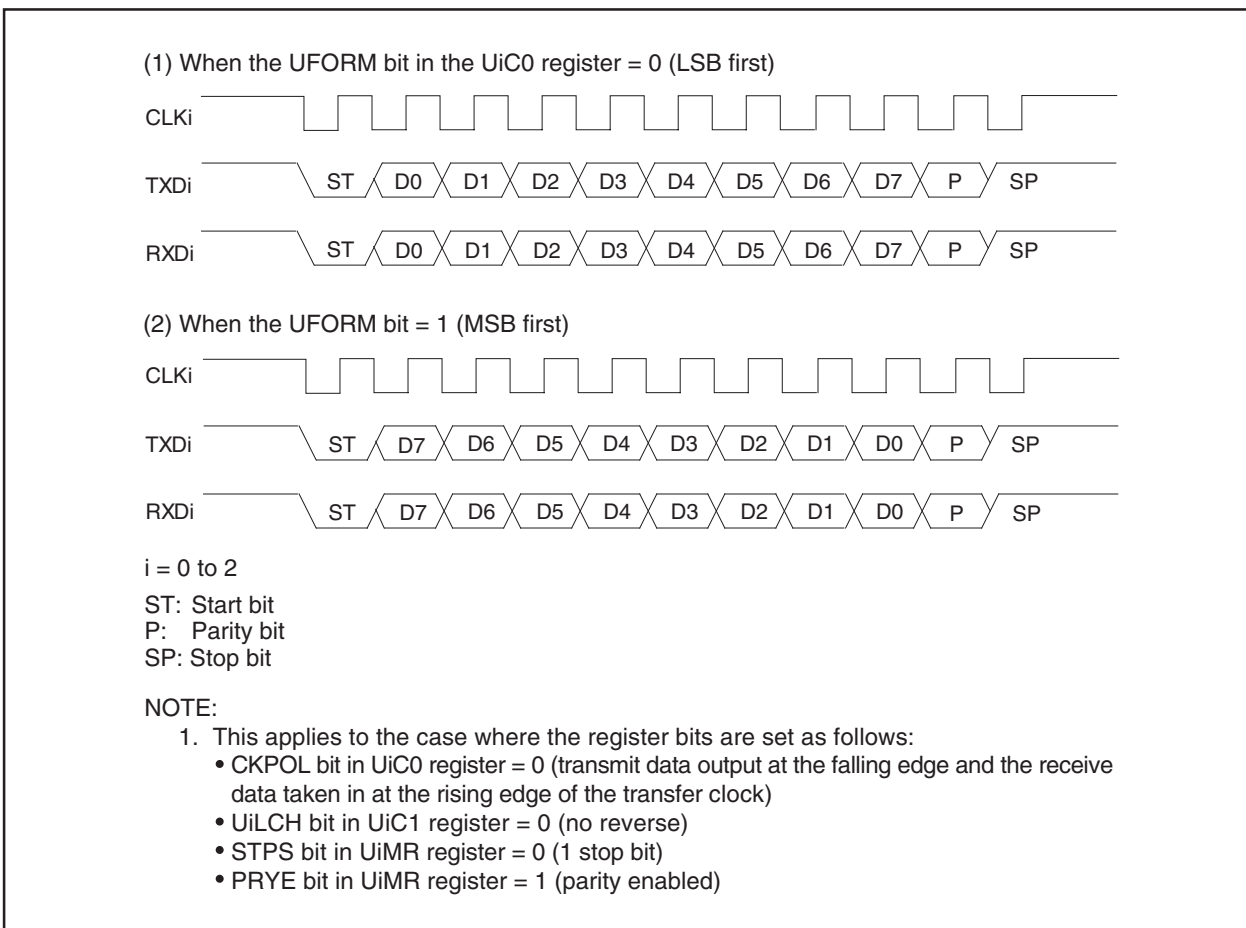 (1) When the UFORM bit in the UiC0 register = 0 (LSB first)
CLKi
TXDi ST D0 D1 D2 D3 D4 D5 D6 D7 P SP
RXDi ST D0 D1 D2 D3 D4 D5 D6 D7 P SP
(2) When the UFORM bit = 1 (MSB first)
CLKi
TXDi ST D7 D6 D5 D4 D3 D2 D1 D0 P SP
RXDi ST D7 D6 D5 D4 D3 D2 D1 D0 P SP
i = 0 to 2
ST: Start bit
P: Parity bit
SP: Stop bit
NOTE:
1. This applies to the case where the register bits are set as follows:
• CKPOL bit in UiC0 register = 0 (transmit data output at the falling edge and the receive
data taken in at the rising edge of the transfer clock)
• UiLCH bit in UiC1 register = 0 (no reverse)
• STPS bit in UiMR register = 0 (1 stop bit)
• PRYE bit in UiMR register = 1 (parity enabled)